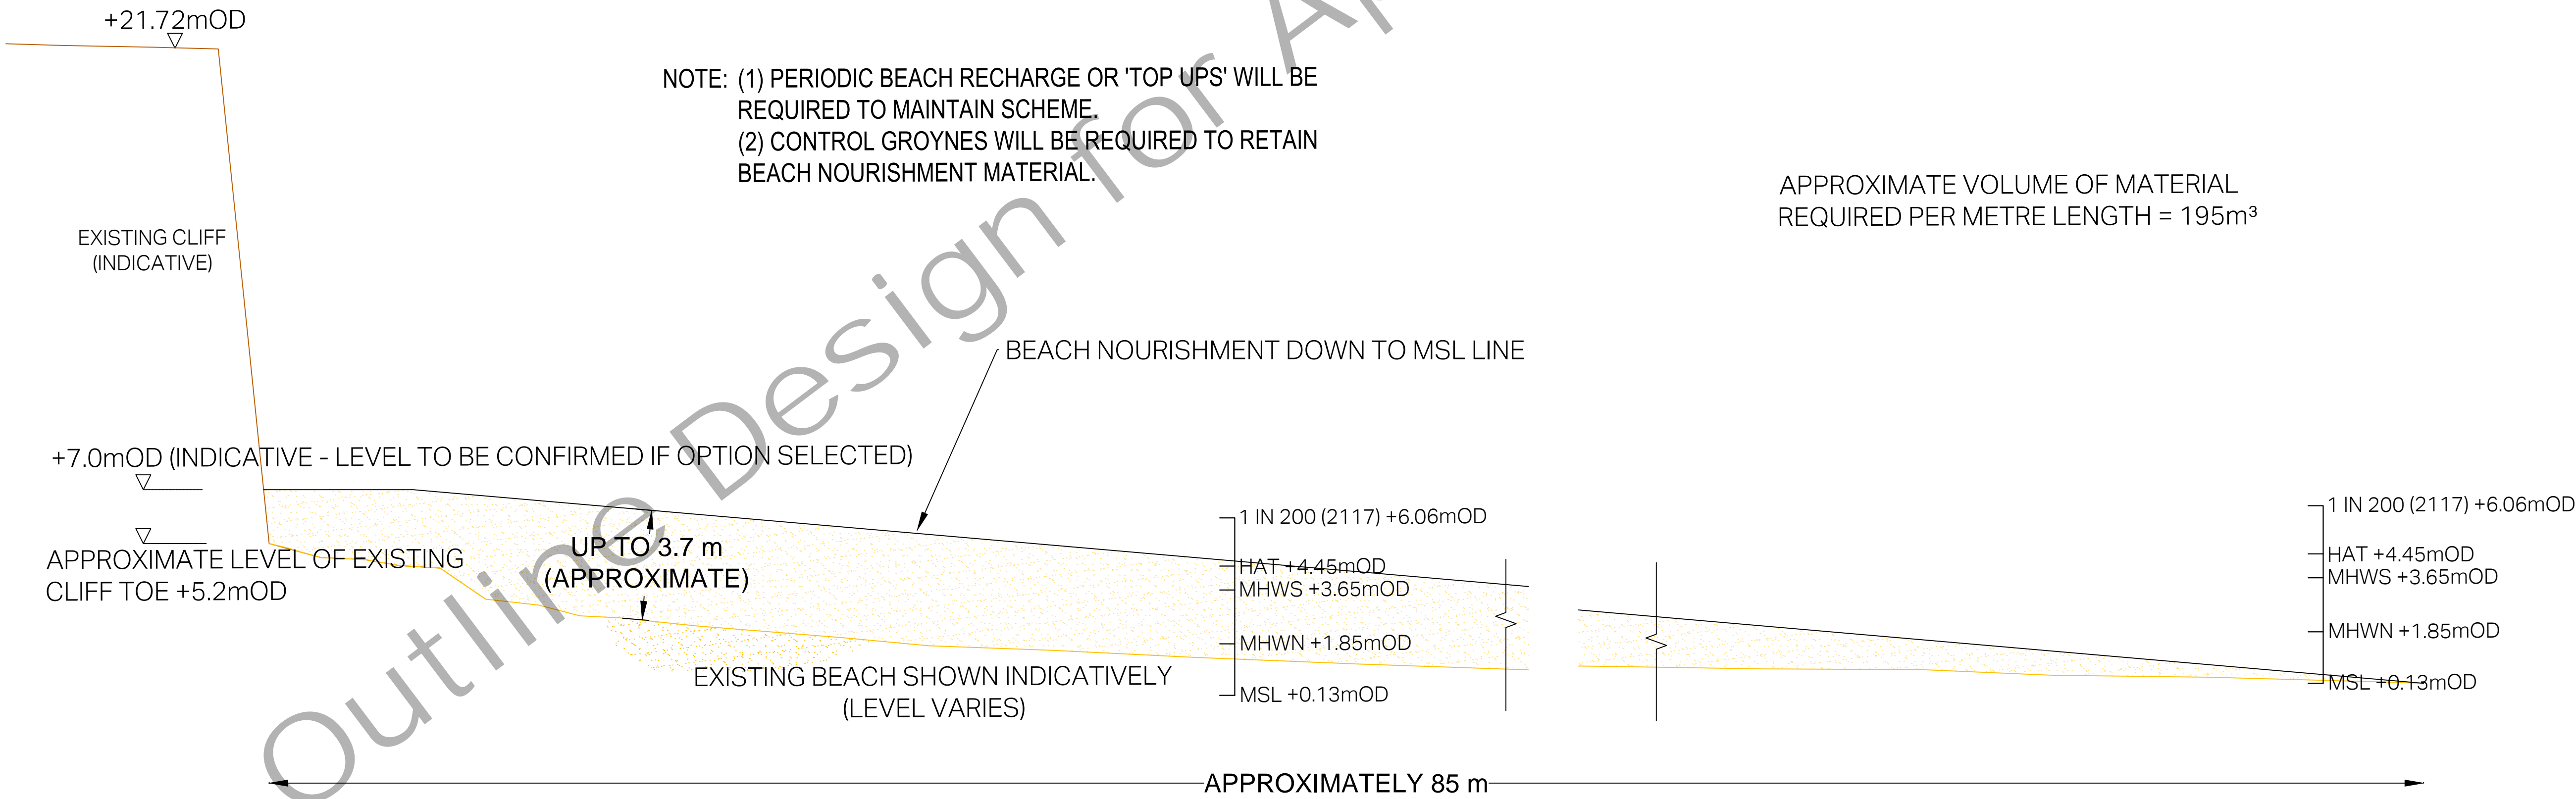 +21.72mOD
NOTE: (1) PERIODIC BEACH RECHARGE OR 'TOP UPS' WILL BE
REQUIRED TO MAINTAIN SCHEME.
(2) CONTROL GROYNES WILL BE REQUIRED TO RETAIN
BEACH NOURISHMENT MATERIAL.
APPROXIMATE VOLUME OF MATERIAL
REQUIRED PER METRE LENGTH = 195m³
EXISTING CLIFF
(INDICATIVE)
BEACH NOURISHMENT DOWN TO MSL LINE
+7.0mOD (INDICATIVE - LEVEL TO BE CONFIRMED IF OPTION SELECTED)
APPROXIMATE LEVEL OF EXISTING
CLIFF TOE +5.2mOD
UP TO 3.7 m
(APPROXIMATE)
1 IN 200 (2117) +6.06mOD
HAT +4.45mOD
MHWS +3.65mOD
MHWN +1.85mOD
MSL +0.13mOD
1 IN 200 (2117) +6.06mOD
HAT +4.45mOD
MHWS +3.65mOD
MHWN +1.85mOD
MSL +0.13mOD
EXISTING BEACH SHOWN INDICATIVELY
(LEVEL VARIES)
APPROXIMATELY 85 m
Outline Design for